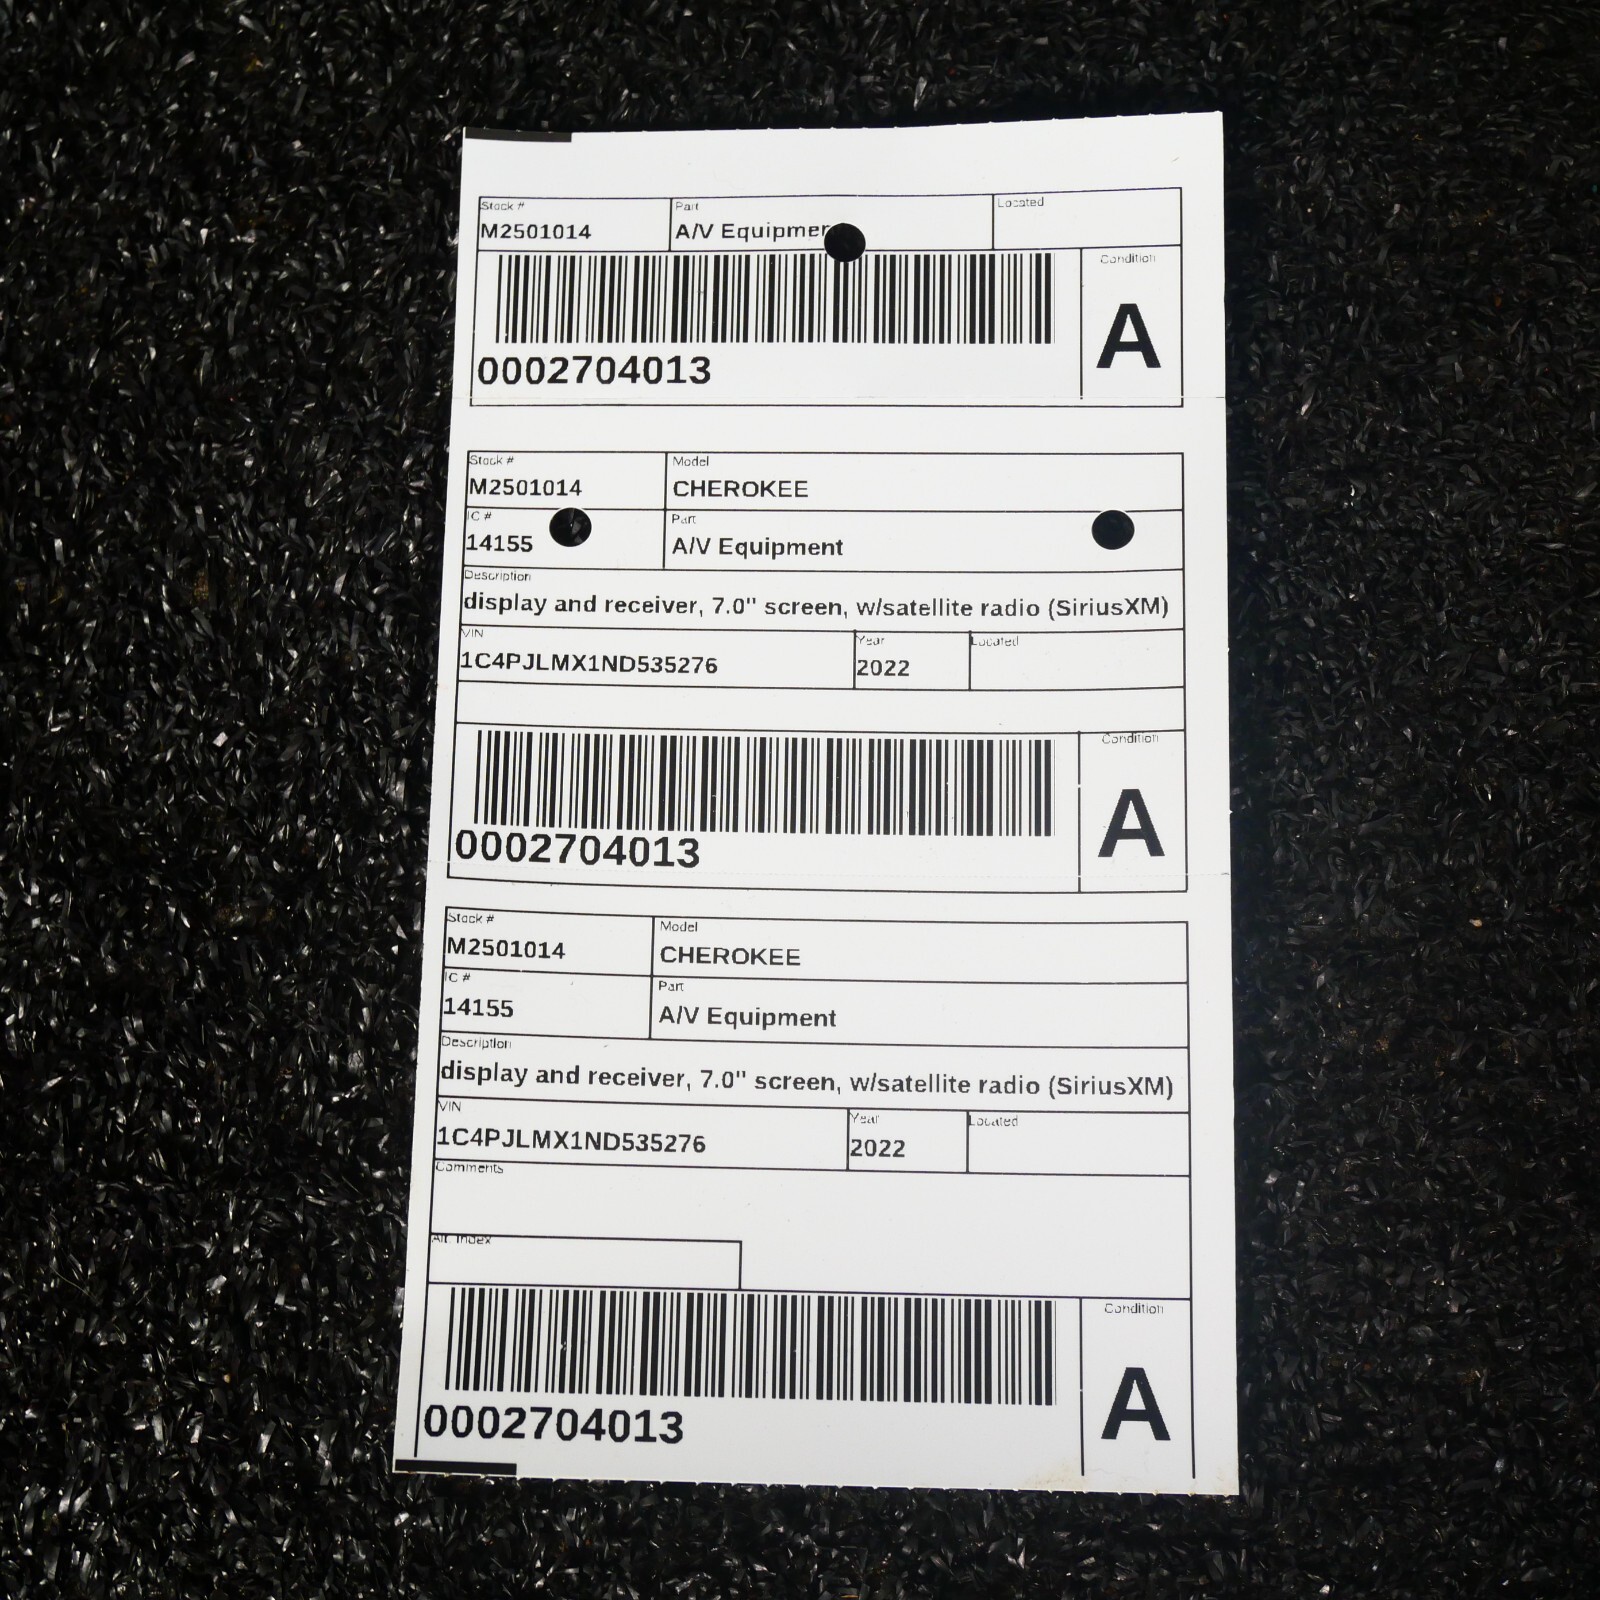 Stock # Part Located
M2501014 A/V Equipmen
Condition
A
0002704013
Stock # Model
M2501014 CHEROKEE
IC # Part
14155 A/V Equipment
Description
display and receiver, 7.0" screen, w/satellite radio (SiriusXM)
VIN Year Located
1C4PJLMX1ND535276 2022
Condition
A
0002704013
Stock # Model
M2501014 CHEROKEE
IC # Part
14155 A/V Equipment
Description
display and receiver, 7.0" screen, w/satellite radio (SiriusXM)
VIN Year Located
1C4PJLMX1ND535276 2022
Comments
Alt. Index
Condition
A
0002704013